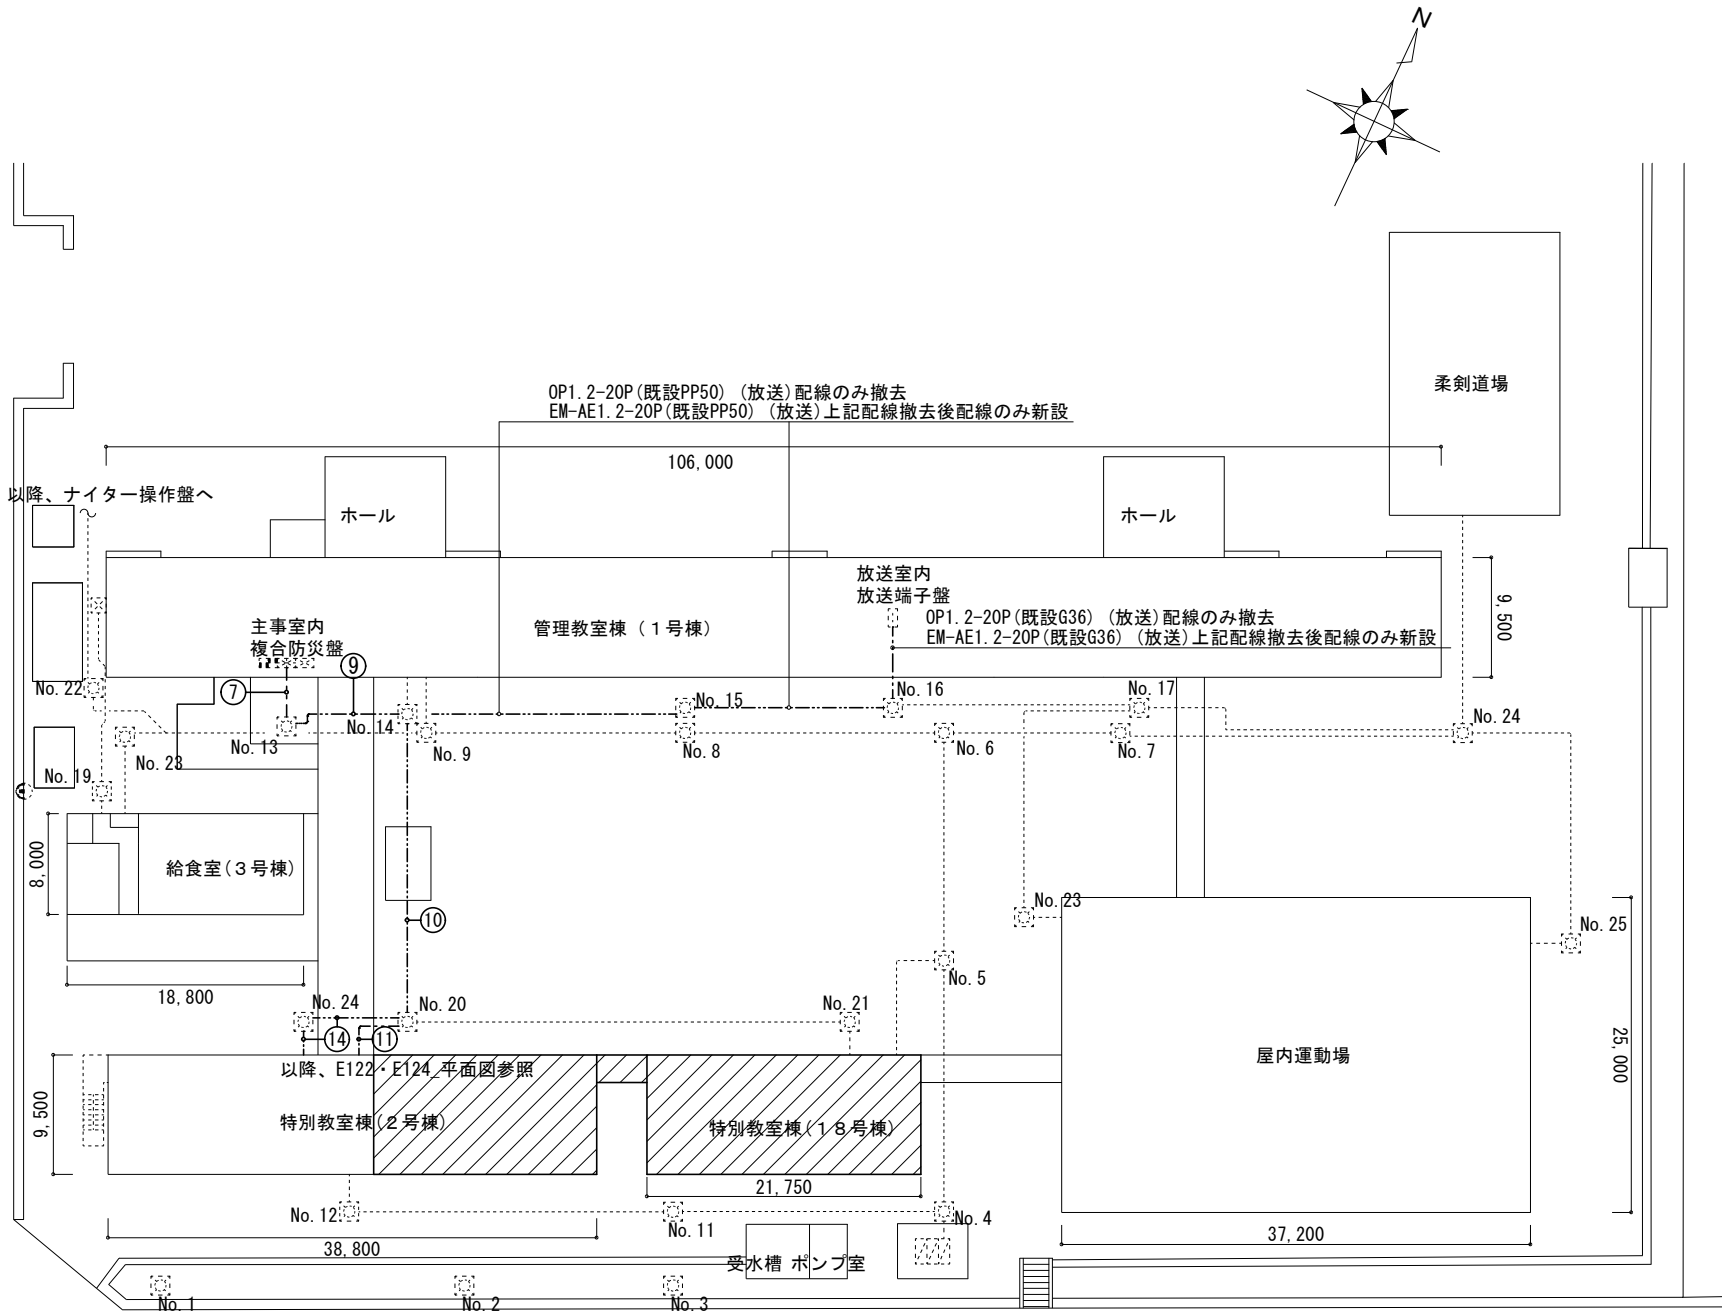 N
柔剣道場
OP1.2-20P(既設PP50) (放送)配線のみ撤去
EM-AE1.2-20P(既設PP50) (放送)上記配線撤去後配線のみ新設
106,000
以降、ナイター操作盤へ
ホール
ホール
9,500
放送室内
放送端子盤
OP1.2-20P(既設G36) (放送)配線のみ撤去
EM-AE1.2-20P(既設G36) (放送)上記配線撤去後配線のみ新設
主事室内
複合防災盤
管理教室棟(1号棟)
⑨
⑦
No.22
No.15
No.16
No.17
No.14
No.24
No.13
No.23
No.9
No.8
No.6
No.7
No.19
8,000
給食室(3号棟)
No.23
⑩
No.25
No.5
18,800
No.24
No.20
No.21
⑭
⑪
25,000
屋内運動場
以降、E122・E124_平面図参照
9,500
特別教室棟(2号棟)
特別教室棟(18号棟)
21,750
No.12
No.11
No.4
38,800
37,200
受水槽 ポンプ室
No.1
No.2
No.3